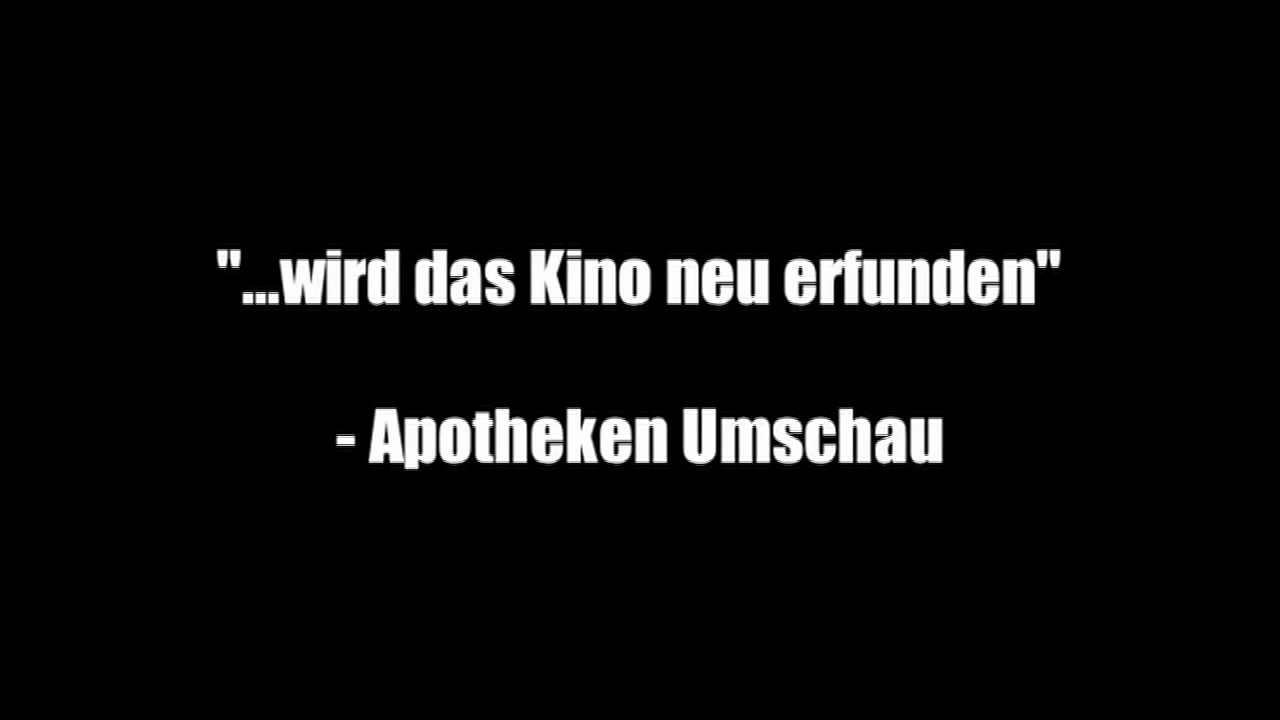 "...wird das Kino neu erfunden"
- Apotheken Umschau